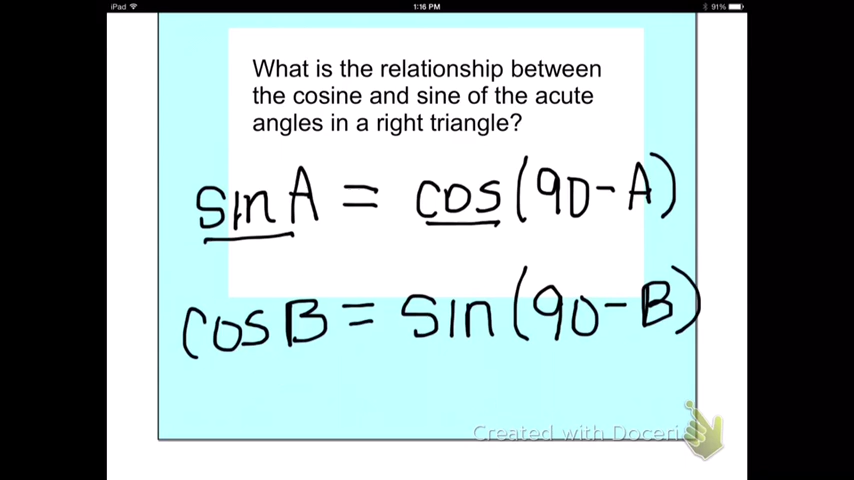 iPad 1:16 PM 91%
What is the relationship between
the cosine and sine of the acute
angles in a right triangle?
sin A = cos(90-A)
cos B = sin(90-B)
Created with Doceri